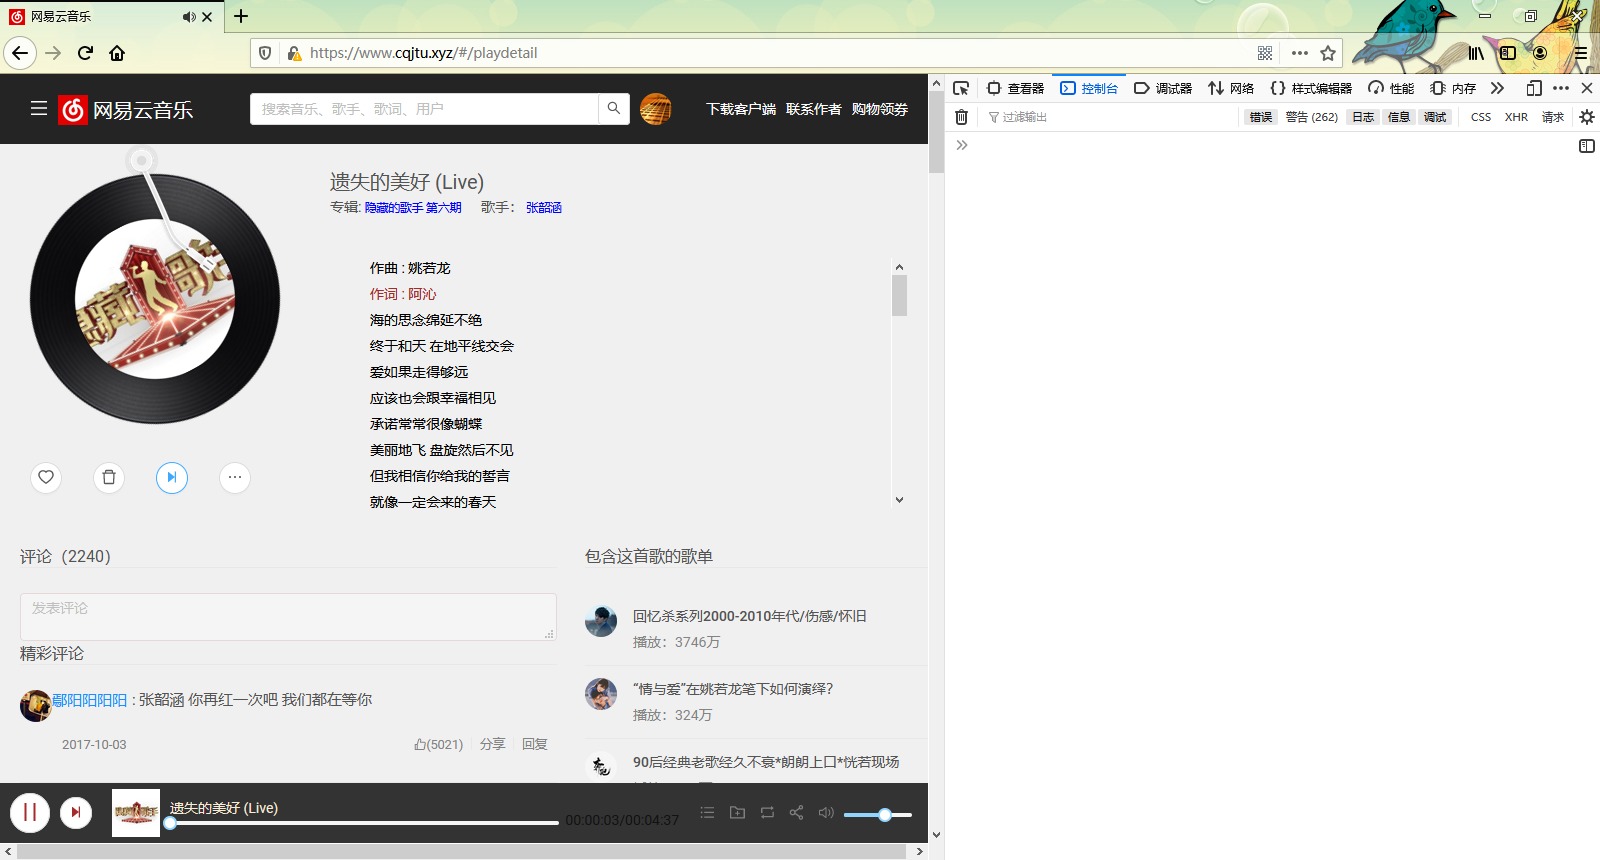 网易云音乐
https://www.cqjtu.xyz/#/playdetail
网易云音乐
搜索音乐、歌手、歌词、用户
下载客户端 联系作者 购物领券
查看器 控制台 调试器 网络 样式编辑器 性能 内存
过滤输出
错误 警告 (262) 日志 信息 调试 CSS XHR 请求
遗失的美好 (Live)
专辑: 隐藏的歌手 第六期 歌手： 张韶涵
作曲 : 姚若龙
作词 : 阿沁
海的思念绵延不绝
终于和天 在地平线交会
爱如果走得够远
应该也会跟幸福相见
承诺常常很像蝴蝶
美丽地飞 盘旋然后不见
但我相信你给我的誓言
就像一定会来的春天
评论（2240）
发表评论
精彩评论
鄢阳阳阳阳 : 张韶涵 你再红一次吧 我们都在等你
2017-10-03 (5021) 分享 回复
包含这首歌的歌单
回忆杀系列2000-2010年代/伤感/怀旧
播放：3746万
“情与爱”在姚若龙笔下如何演绎？
播放：324万
90后经典老歌经久不衰*朗朗上口*恍若现场
遗失的美好 (Live)
00:00:03/00:04:37